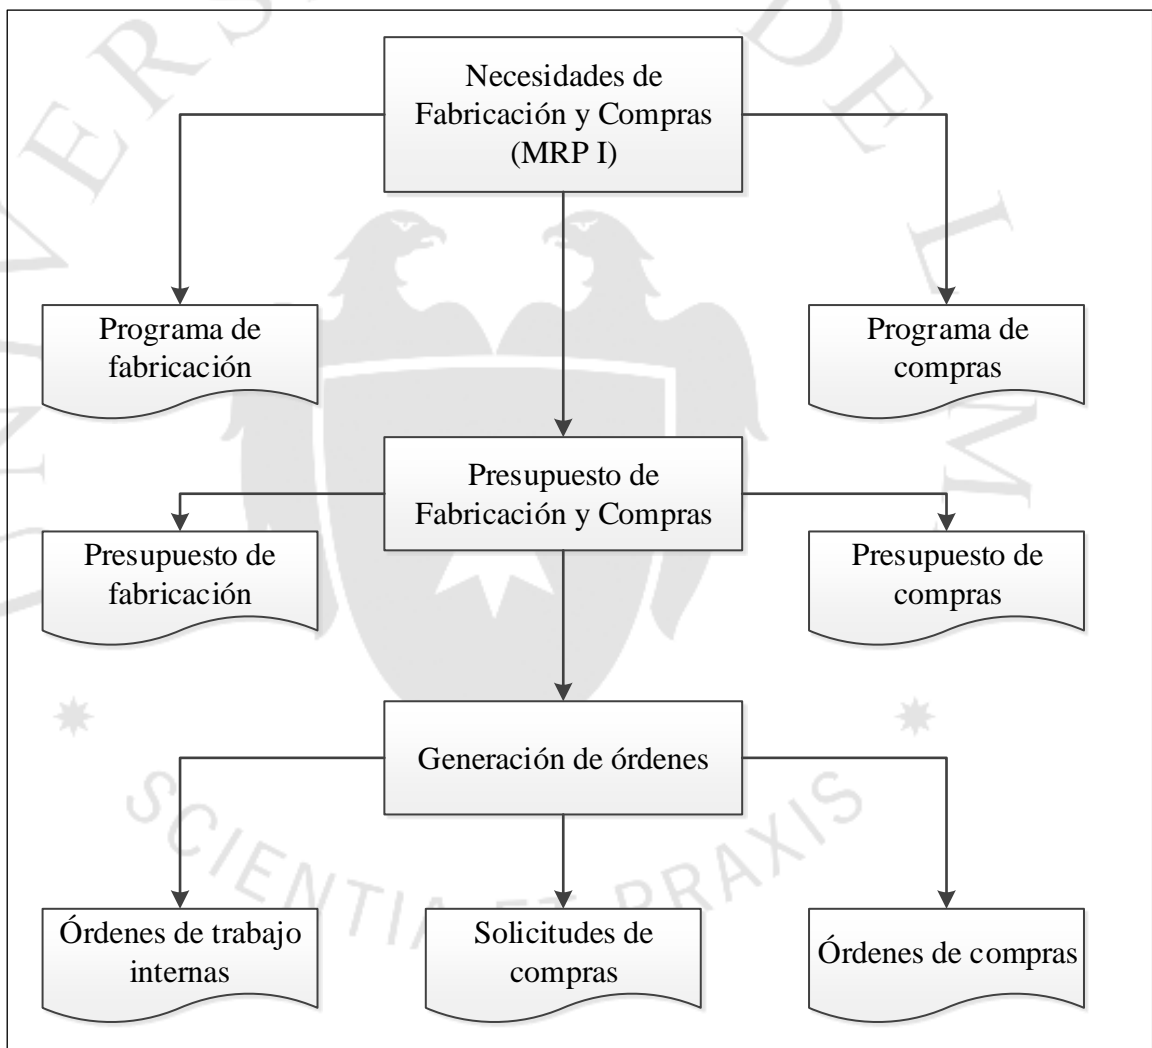 Necesidades de
Fabricación y Compras
(MRP I)
Programa de
fabricación
Programa de
compras
Presupuesto de
Fabricación y Compras
Presupuesto de
fabricación
Presupuesto de
compras
Generación de órdenes
Órdenes de trabajo
internas
Solicitudes de
compras
Órdenes de compras
SCIENTIA ET PRAXIS